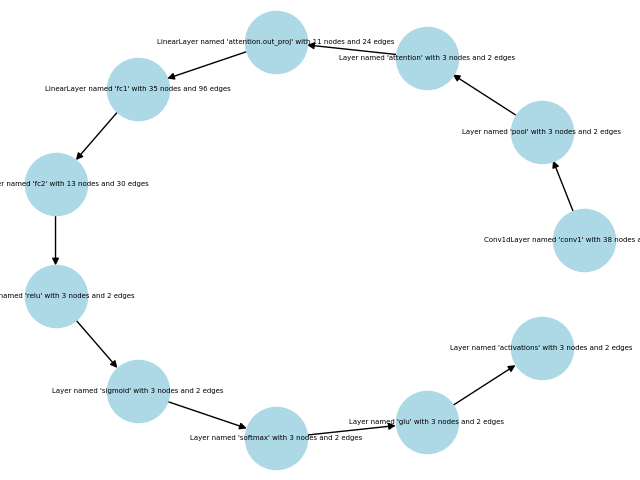 LinearLayer named 'attention.out_proj' with 11 nodes and 24 edges
Layer named 'attention' with 3 nodes and 2 edges
LinearLayer named 'fc1' with 35 nodes and 96 edges
Layer named 'pool' with 3 nodes and 2 edges
named 'fc2' with 13 nodes and 30 edges
Conv1dLayer named 'conv1' with 38 nodes
named 'relu' with 3 nodes and 2 edges
Layer named 'activations' with 3 nodes and 2 edges
Layer named 'sigmoid' with 3 nodes and 2 edges
Layer named 'glu' with 3 nodes and 2 edges
Layer named 'softmax' with 3 nodes and 2 edges